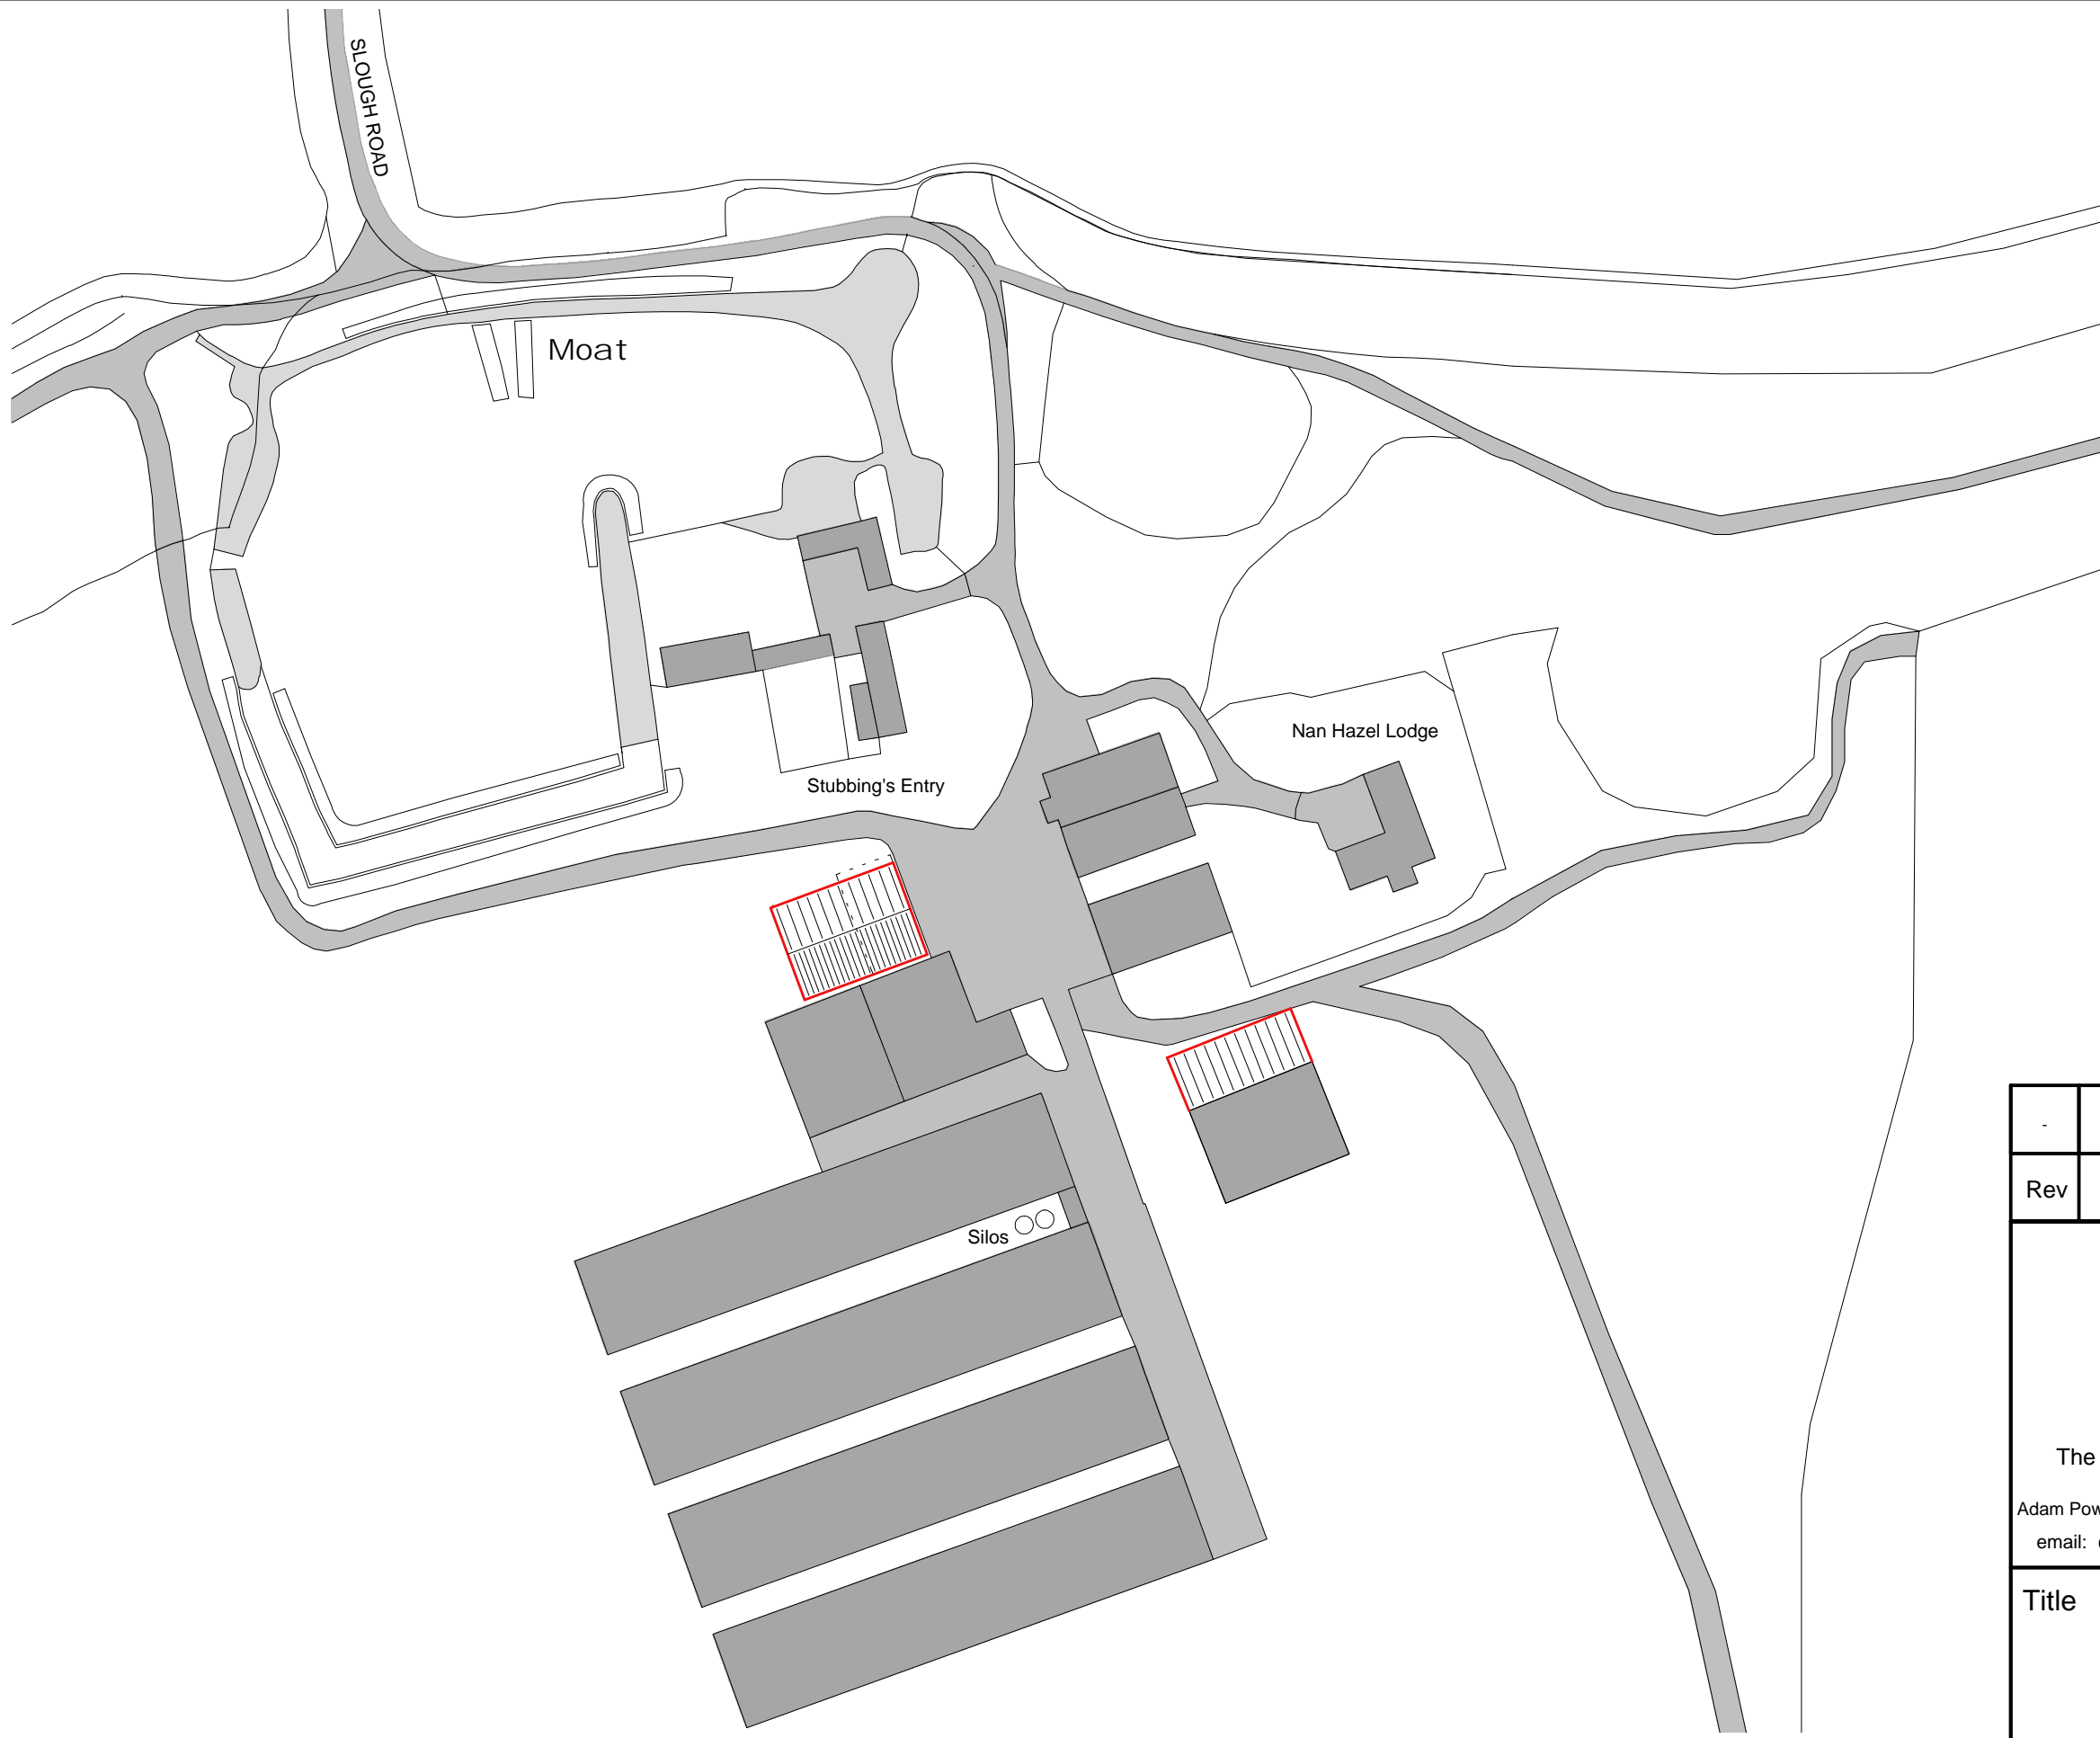 SLOUGH ROAD
Moat
Nan Hazel Lodge
Stubbing's Entry
Silos
-
Rev
The
Adam Pow
email:
Title